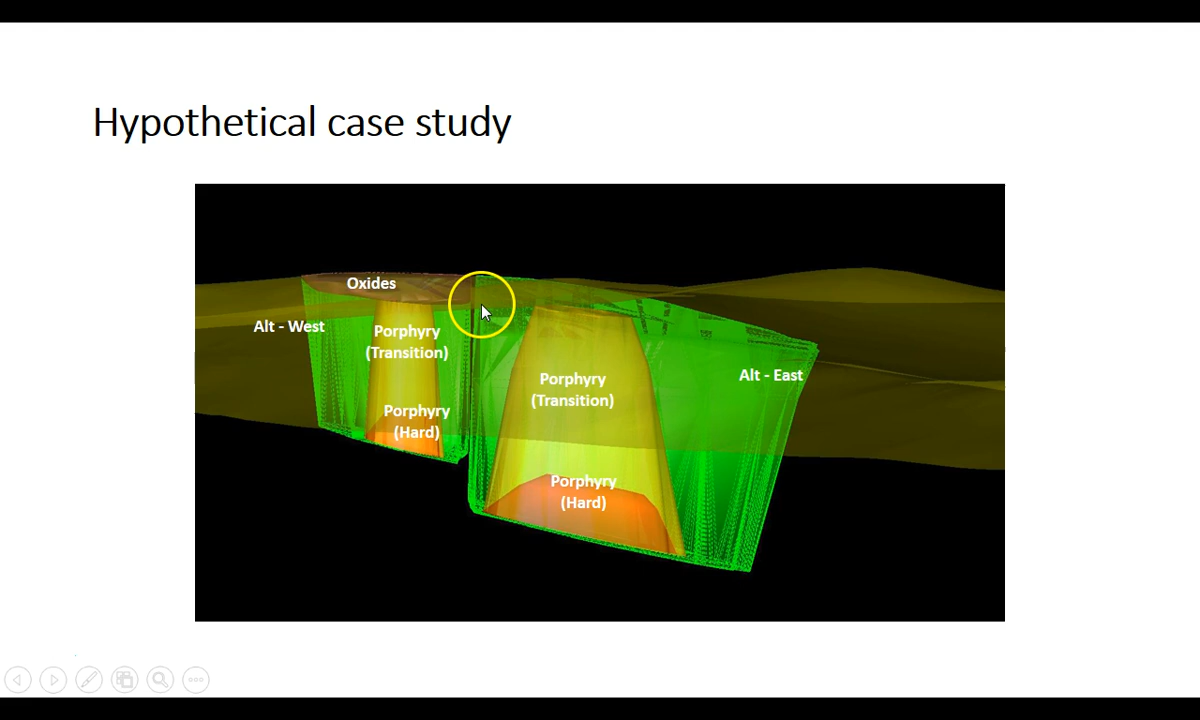 Hypothetical case study
Oxides
Alt - West
Porphyry
(Transition)
Porphyry
(Hard)
Porphyry
(Transition)
Alt - East
Porphyry
(Hard)